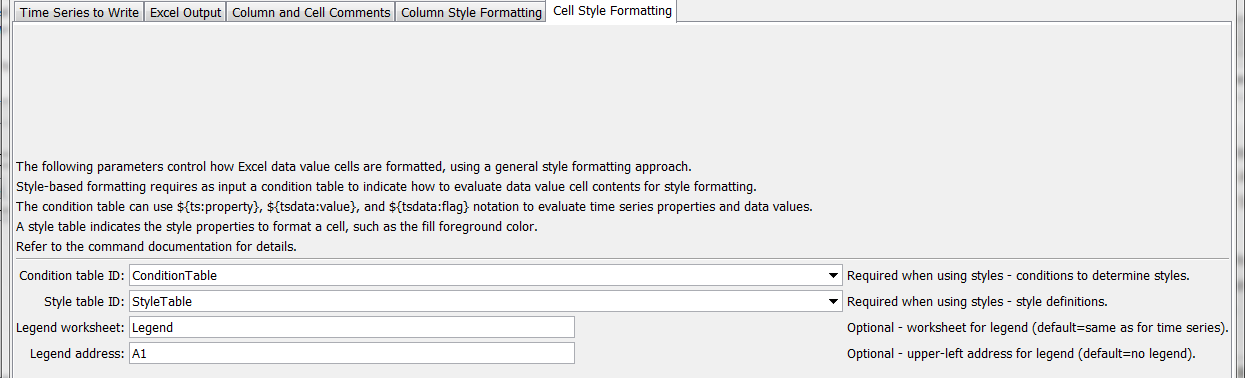 Time Series to Write Excel Output Column and Cell Comments Column Style Formatting Cell Style Formatting
The following parameters control how Excel data value cells are formatted, using a general style formatting approach.
Style-based formatting requires as input a condition table to indicate how to evaluate data value cell contents for style formatting.
The condition table can use ${ts:property}, ${tsdata:value}, and ${tsdata:flag} notation to evaluate time series properties and data values.
A style table indicates the style properties to format a cell, such as the fill foreground color.
Refer to the command documentation for details.
Condition table ID: ConditionTable Required when using styles - conditions to determine styles.
Style table ID: StyleTable Required when using styles - style definitions.
Legend worksheet: Legend Optional - worksheet for legend (default=same as for time series).
Legend address: A1 Optional - upper-left address for legend (default=no legend).